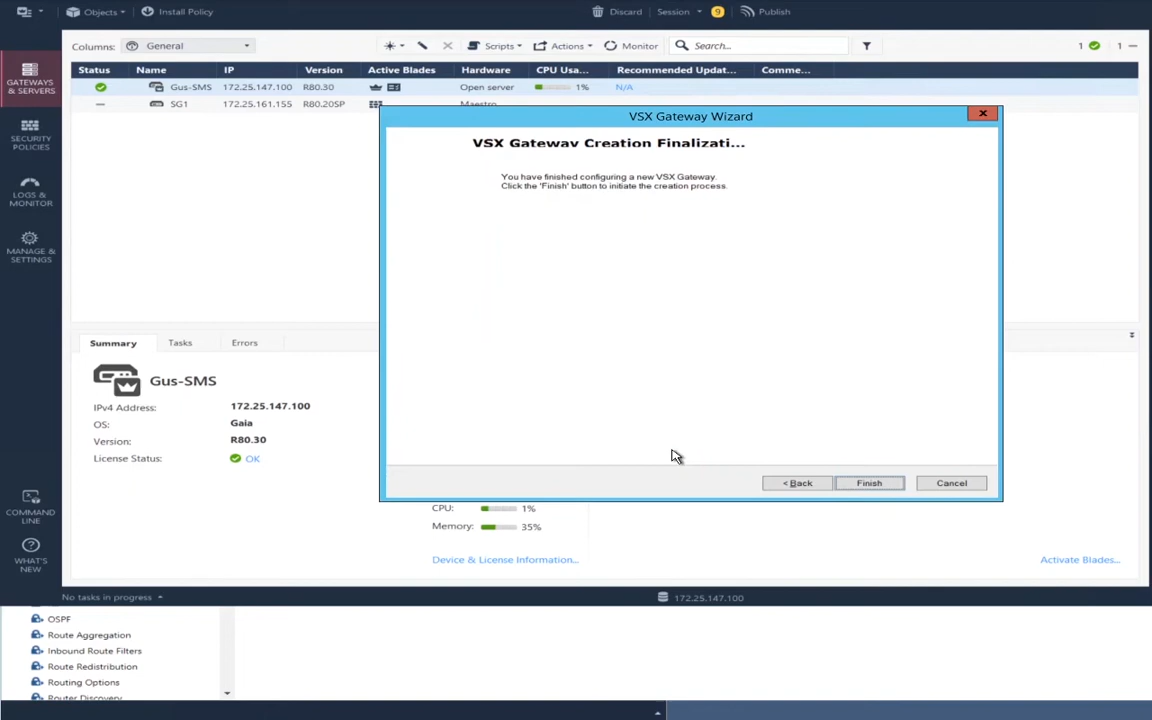 Objects
Install Policy
Discard
Session
9
Publish
Columns:
General
Scripts
Actions
Monitor
Search...
1
1
GATEWAYS
& SERVERS
SECURITY
POLICIES
LOGS &
MONITOR
MANAGE &
SETTINGS
COMMAND
LINE
WHAT'S
NEW
Status Name IP Version Active Blades Hardware CPU Usa... Recommended Updat... Comme...
Gus-SMS 172.25.147.100 R80.30 Open server 1% N/A
SG1 172.25.161.155 R80.20SP Maestro
VSX Gateway Wizard
VSX Gateway Creation Finalizati...
You have finished configuring a new VSX Gateway.
Click the 'Finish' button to initiate the creation process.
< Back
Finish
Cancel
Summary
Tasks
Errors
Gus-SMS
IPv4 Address: 172.25.147.100
OS: Gaia
Version: R80.30
License Status: OK
CPU: 1%
Memory: 35%
Device & License Information...
Activate Blades...
No tasks in progress
172.25.147.100
OSPF
Route Aggregation
Inbound Route Filters
Route Redistribution
Routing Options
Router Discovery